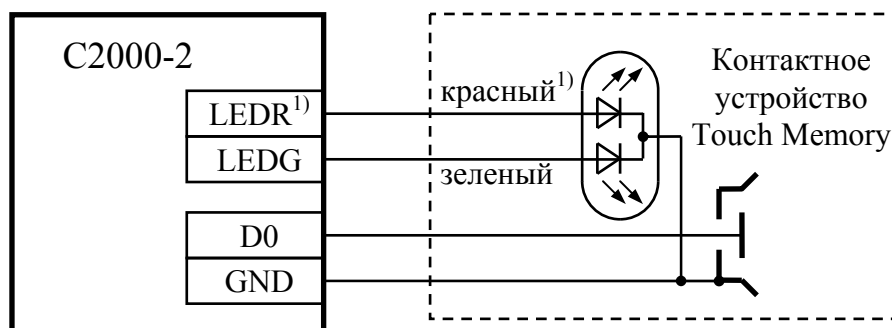 С2000-2
LEDR1)
LEDG
D0
GND
красный1)
зеленый
Контактное
устройство
Touch Memory